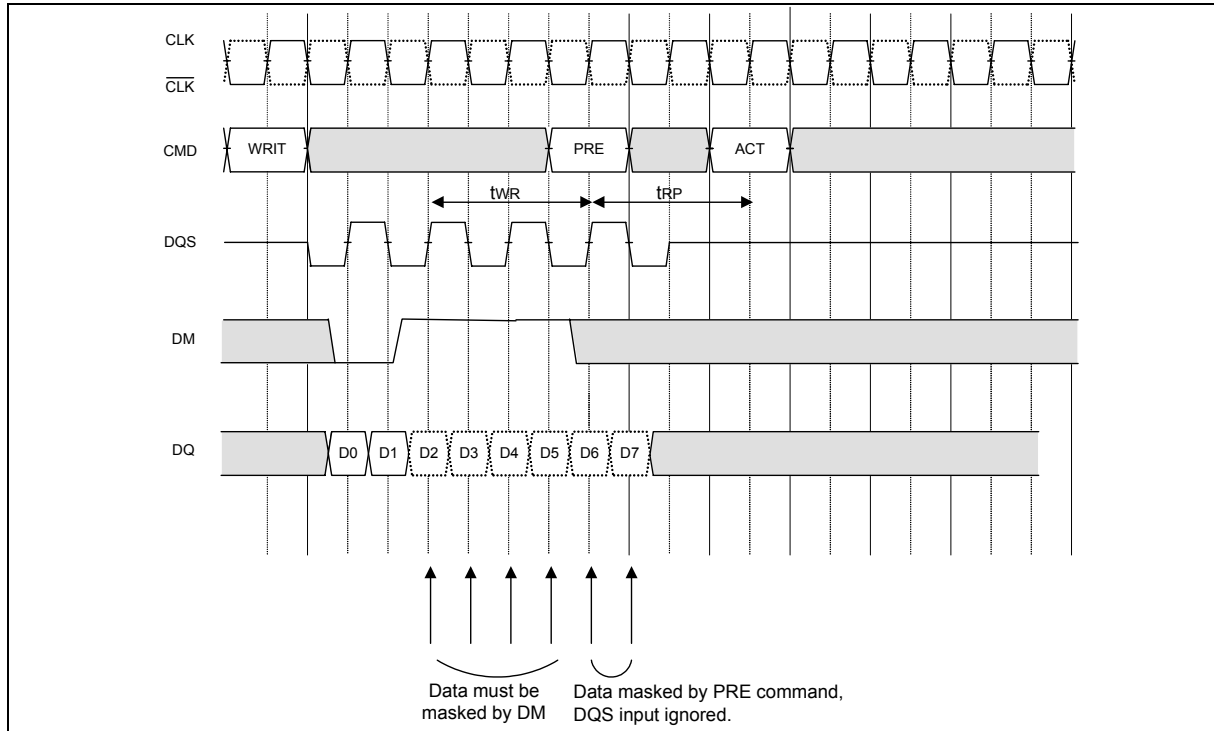 CLK
CLK
CMD
WRIT
PRE
ACT
tWR
tRP
DQS
DM
DQ
D0
D1
D2
D3
D4
D5
D6
D7
Data must be
masked by DM
Data masked by PRE command,
DQS input ignored.